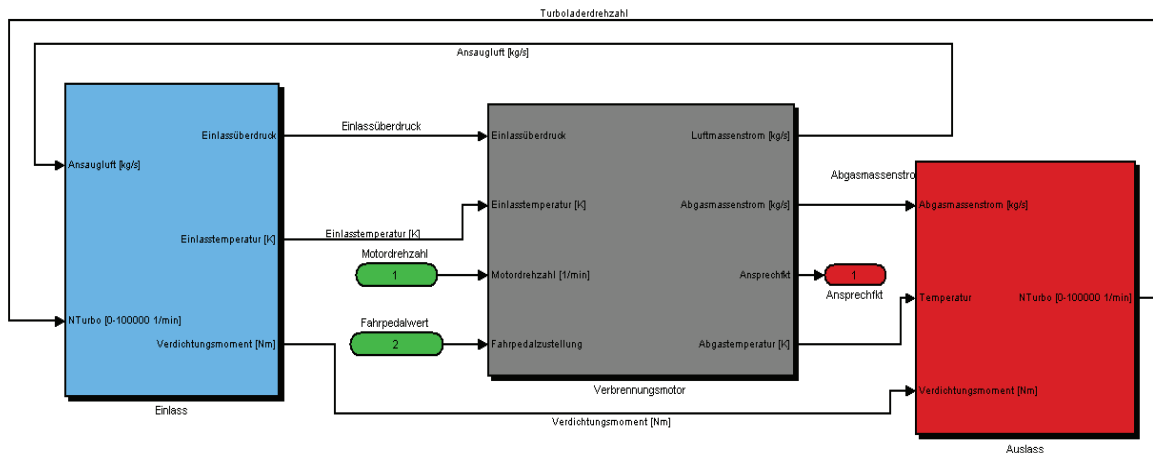 Turboladerdrehzahl
Ansaugluft [kg/s]
Einlassüberdruck
Ansaugluft [kg/s]
Einlasstemperatur [K]
NTurbo [0-100000 1/min]
Verdichtungsmoment [Nm]
Einlass
Einlassüberdruck
Einlasstemperatur [K]
Motordrehzahl
1
Fahrpedalwert
2
Verdichtungsmoment [Nm]
Einlassüberdruck
Luftmassenstrom [kg/s]
Einlasstemperatur [K]
Abgasmassenstrom [kg/s]
Motordrehzahl [1/min]
Ansprechfkt
Fahrpedalzustellung
Abgastemperatur [K]
Verbrennungsmotor
1
Ansprechfkt
Abgasmassenstro
Abgasmassenstrom [kg/s]
Temperatur
NTurbo [0-100000 1/min]
Verdichtungsmoment [Nm]
Auslass